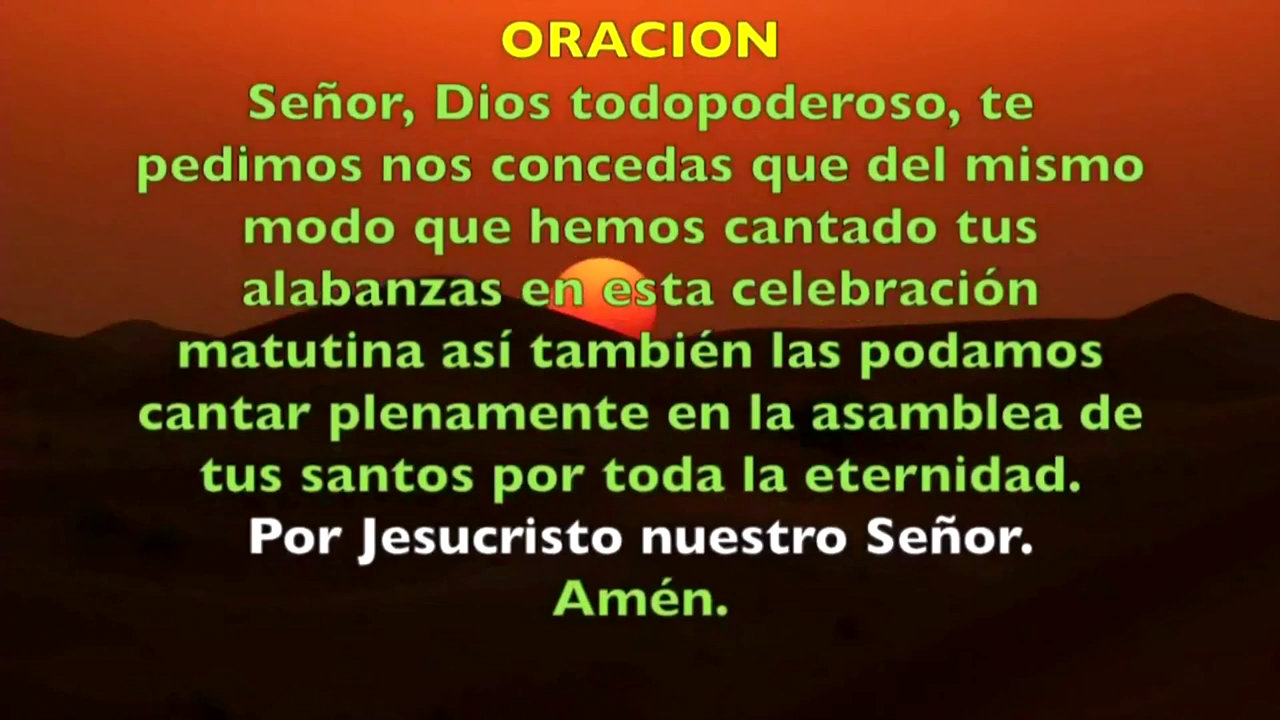 ORACION
Señor, Dios todopoderoso, te
pedimos nos concedas que del mismo
modo que hemos cantado tus
alabanzas en esta celebración
matutina así también las podamos
cantar plenamente en la asamblea de
tus santos por toda la eternidad.
Por Jesucristo nuestro Señor.
Amén.